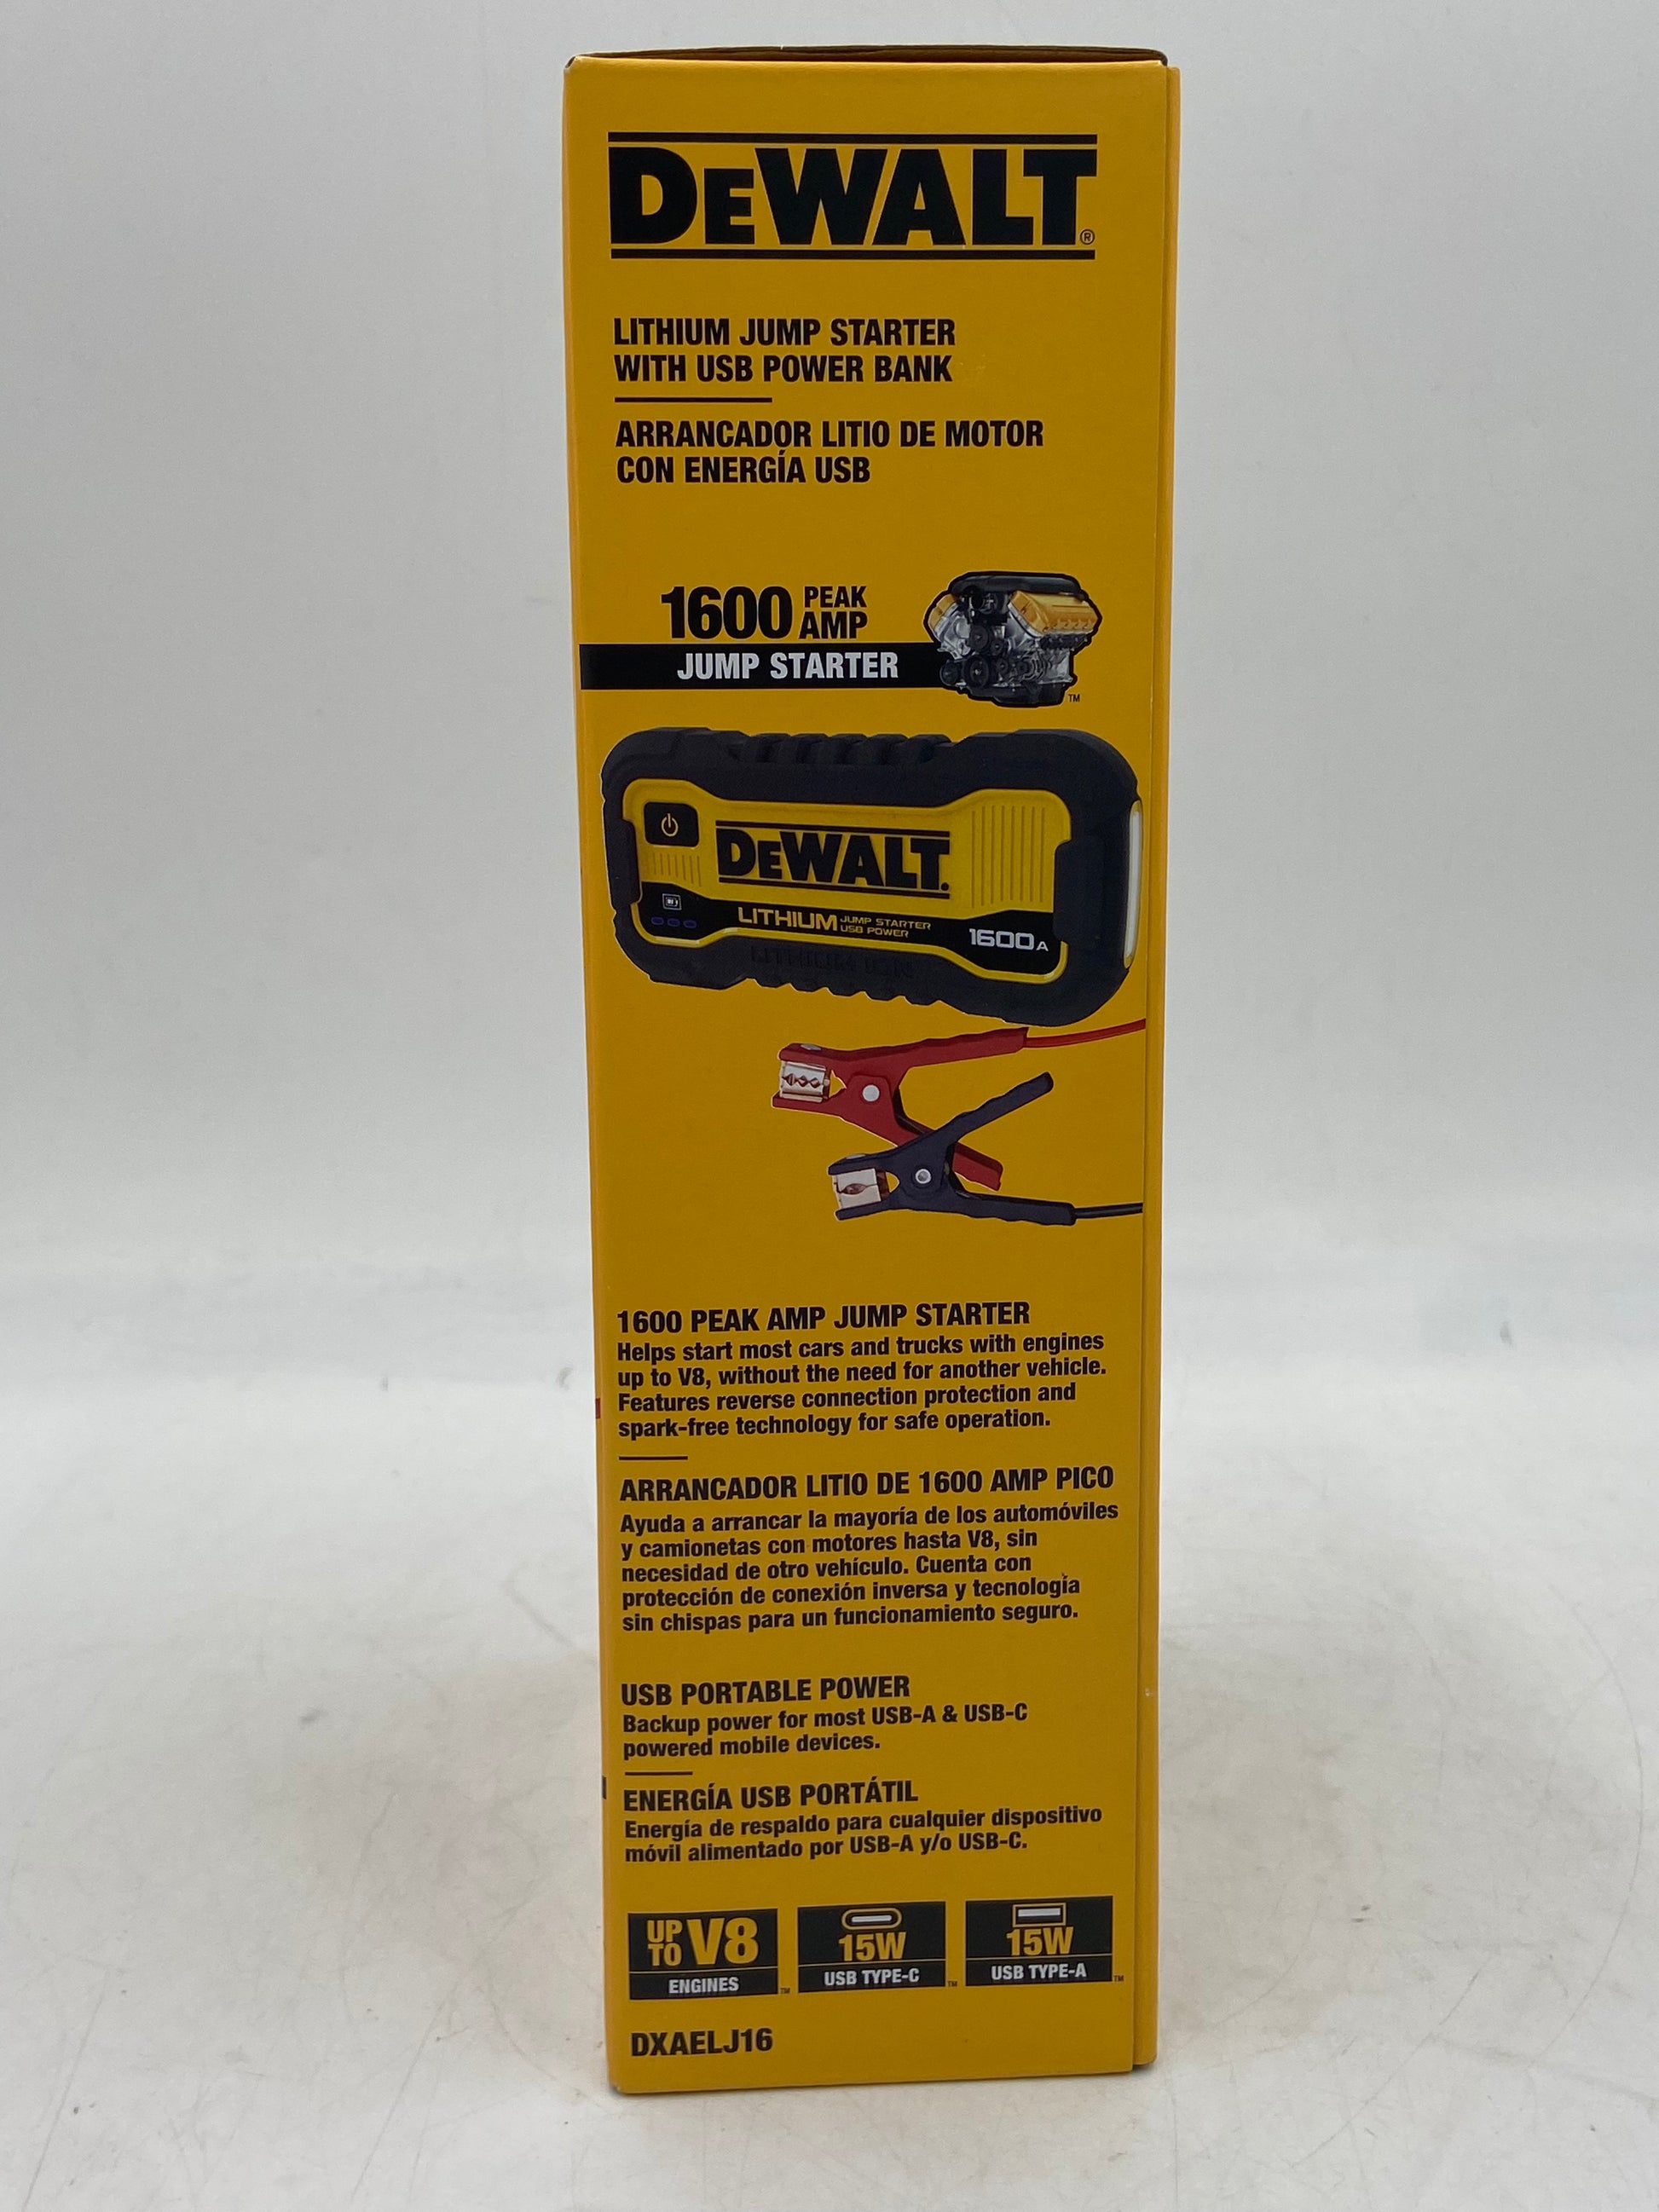 DEWALT®
LITHIUM JUMP STARTER
WITH USB POWER BANK
ARRANCADOR LITIO DE MOTOR
CON ENERGÍA USB
1600 PEAK AMP
JUMP STARTER
TM
DEWALT.
LITHIUM JUMP STARTER USB POWER
1600A
LITHIUM ION
1600 PEAK AMP JUMP STARTER
Helps start most cars and trucks with engines
up to V8, without the need for another vehicle.
Features reverse connection protection and
spark-free technology for safe operation.
ARRANCADOR LITIO DE 1600 AMP PICO
Ayuda a arrancar la mayoría de los automóviles
y camionetas con motores hasta V8, sin
necesidad de otro vehículo. Cuenta con
protección de conexión inversa y tecnología
sin chispas para un funcionamiento seguro.
USB PORTABLE POWER
Backup power for most USB-A & USB-C
powered mobile devices.
ENERGÍA USB PORTÁTIL
Energía de respaldo para cualquier dispositivo
móvil alimentado por USB-A y/o USB-C.
UP TO V8
ENGINES TM
15W
USB TYPE-C TM
15W
USB TYPE-A TM
DXAELJ16